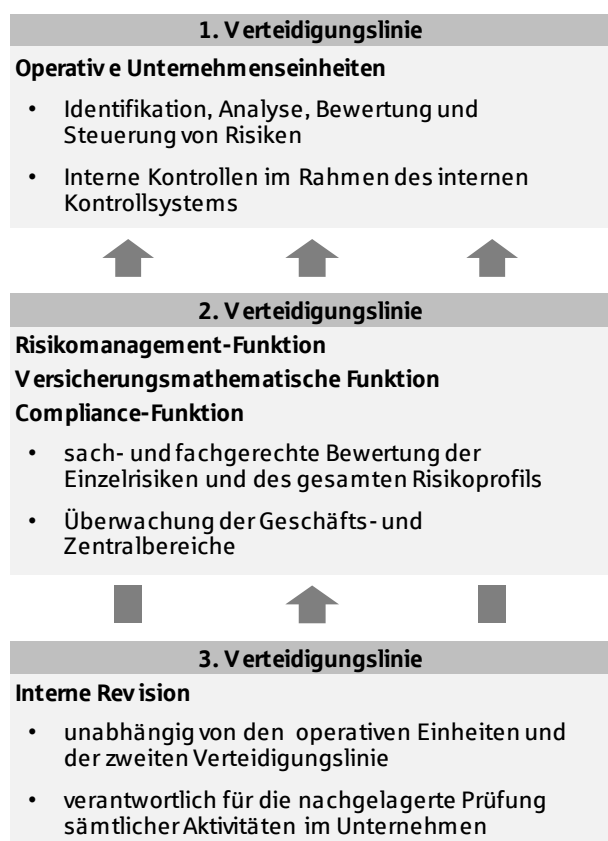 1. Verteidigungslinie
Operative Unternehmenseinheiten
• Identifikation, Analyse, Bewertung und
Steuerung von Risiken
• Interne Kontrollen im Rahmen des internen
Kontrollsystems
2. Verteidigungslinie
Risikomanagement-Funktion
Versicherungsmathematische Funktion
Compliance-Funktion
• sach- und fachgerechte Bewertung der
Einzelrisiken und des gesamten Risikoprofils
• Überwachung der Geschäfts- und
Zentralbereiche
3. Verteidigungslinie
Interne Revision
• unabhängig von den operativen Einheiten und
der zweiten Verteidigungslinie
• verantwortlich für die nachgelagerte Prüfung
sämtlicher Aktivitäten im Unternehmen